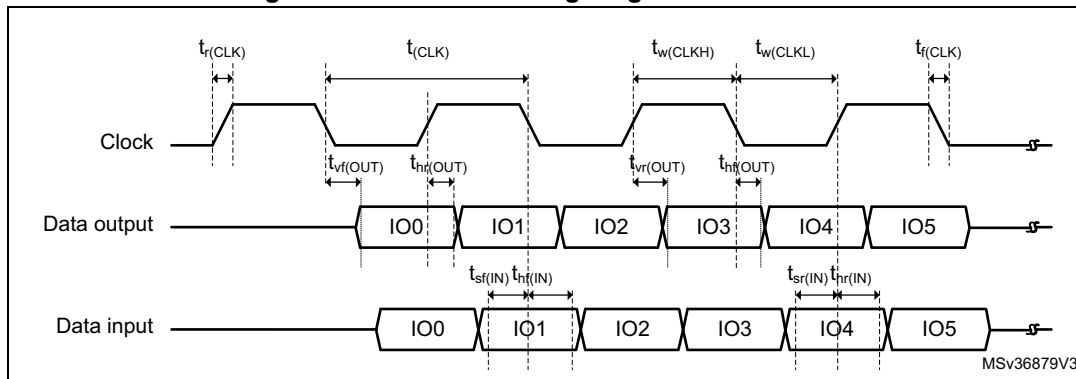 t_r(CLK) t_(CLK) t_w(CLKH) t_w(CLKL) t_f(CLK)
Clock
t_vf(OUT) t_hr(OUT) t_vr(OUT) t_hf(OUT)
Data output IO0 IO1 IO2 IO3 IO4 IO5
t_sf(IN) t_hf(IN) t_sr(IN) t_hr(IN)
Data input IO0 IO1 IO2 IO3 IO4 IO5
MSv36879V3